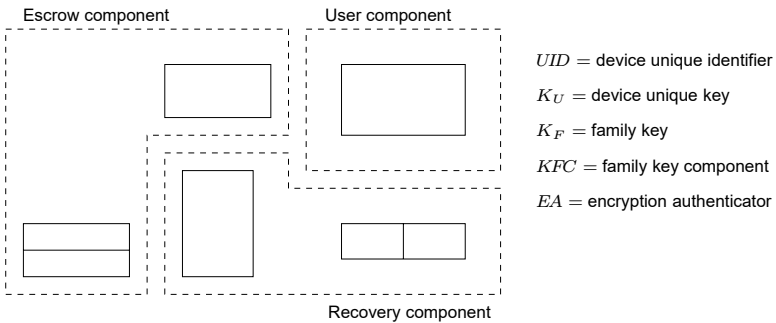 Escrow component
User component
UID = device unique identifier
K_U = device unique key
K_F = family key
KFC = family key component
EA = encryption authenticator
Recovery component